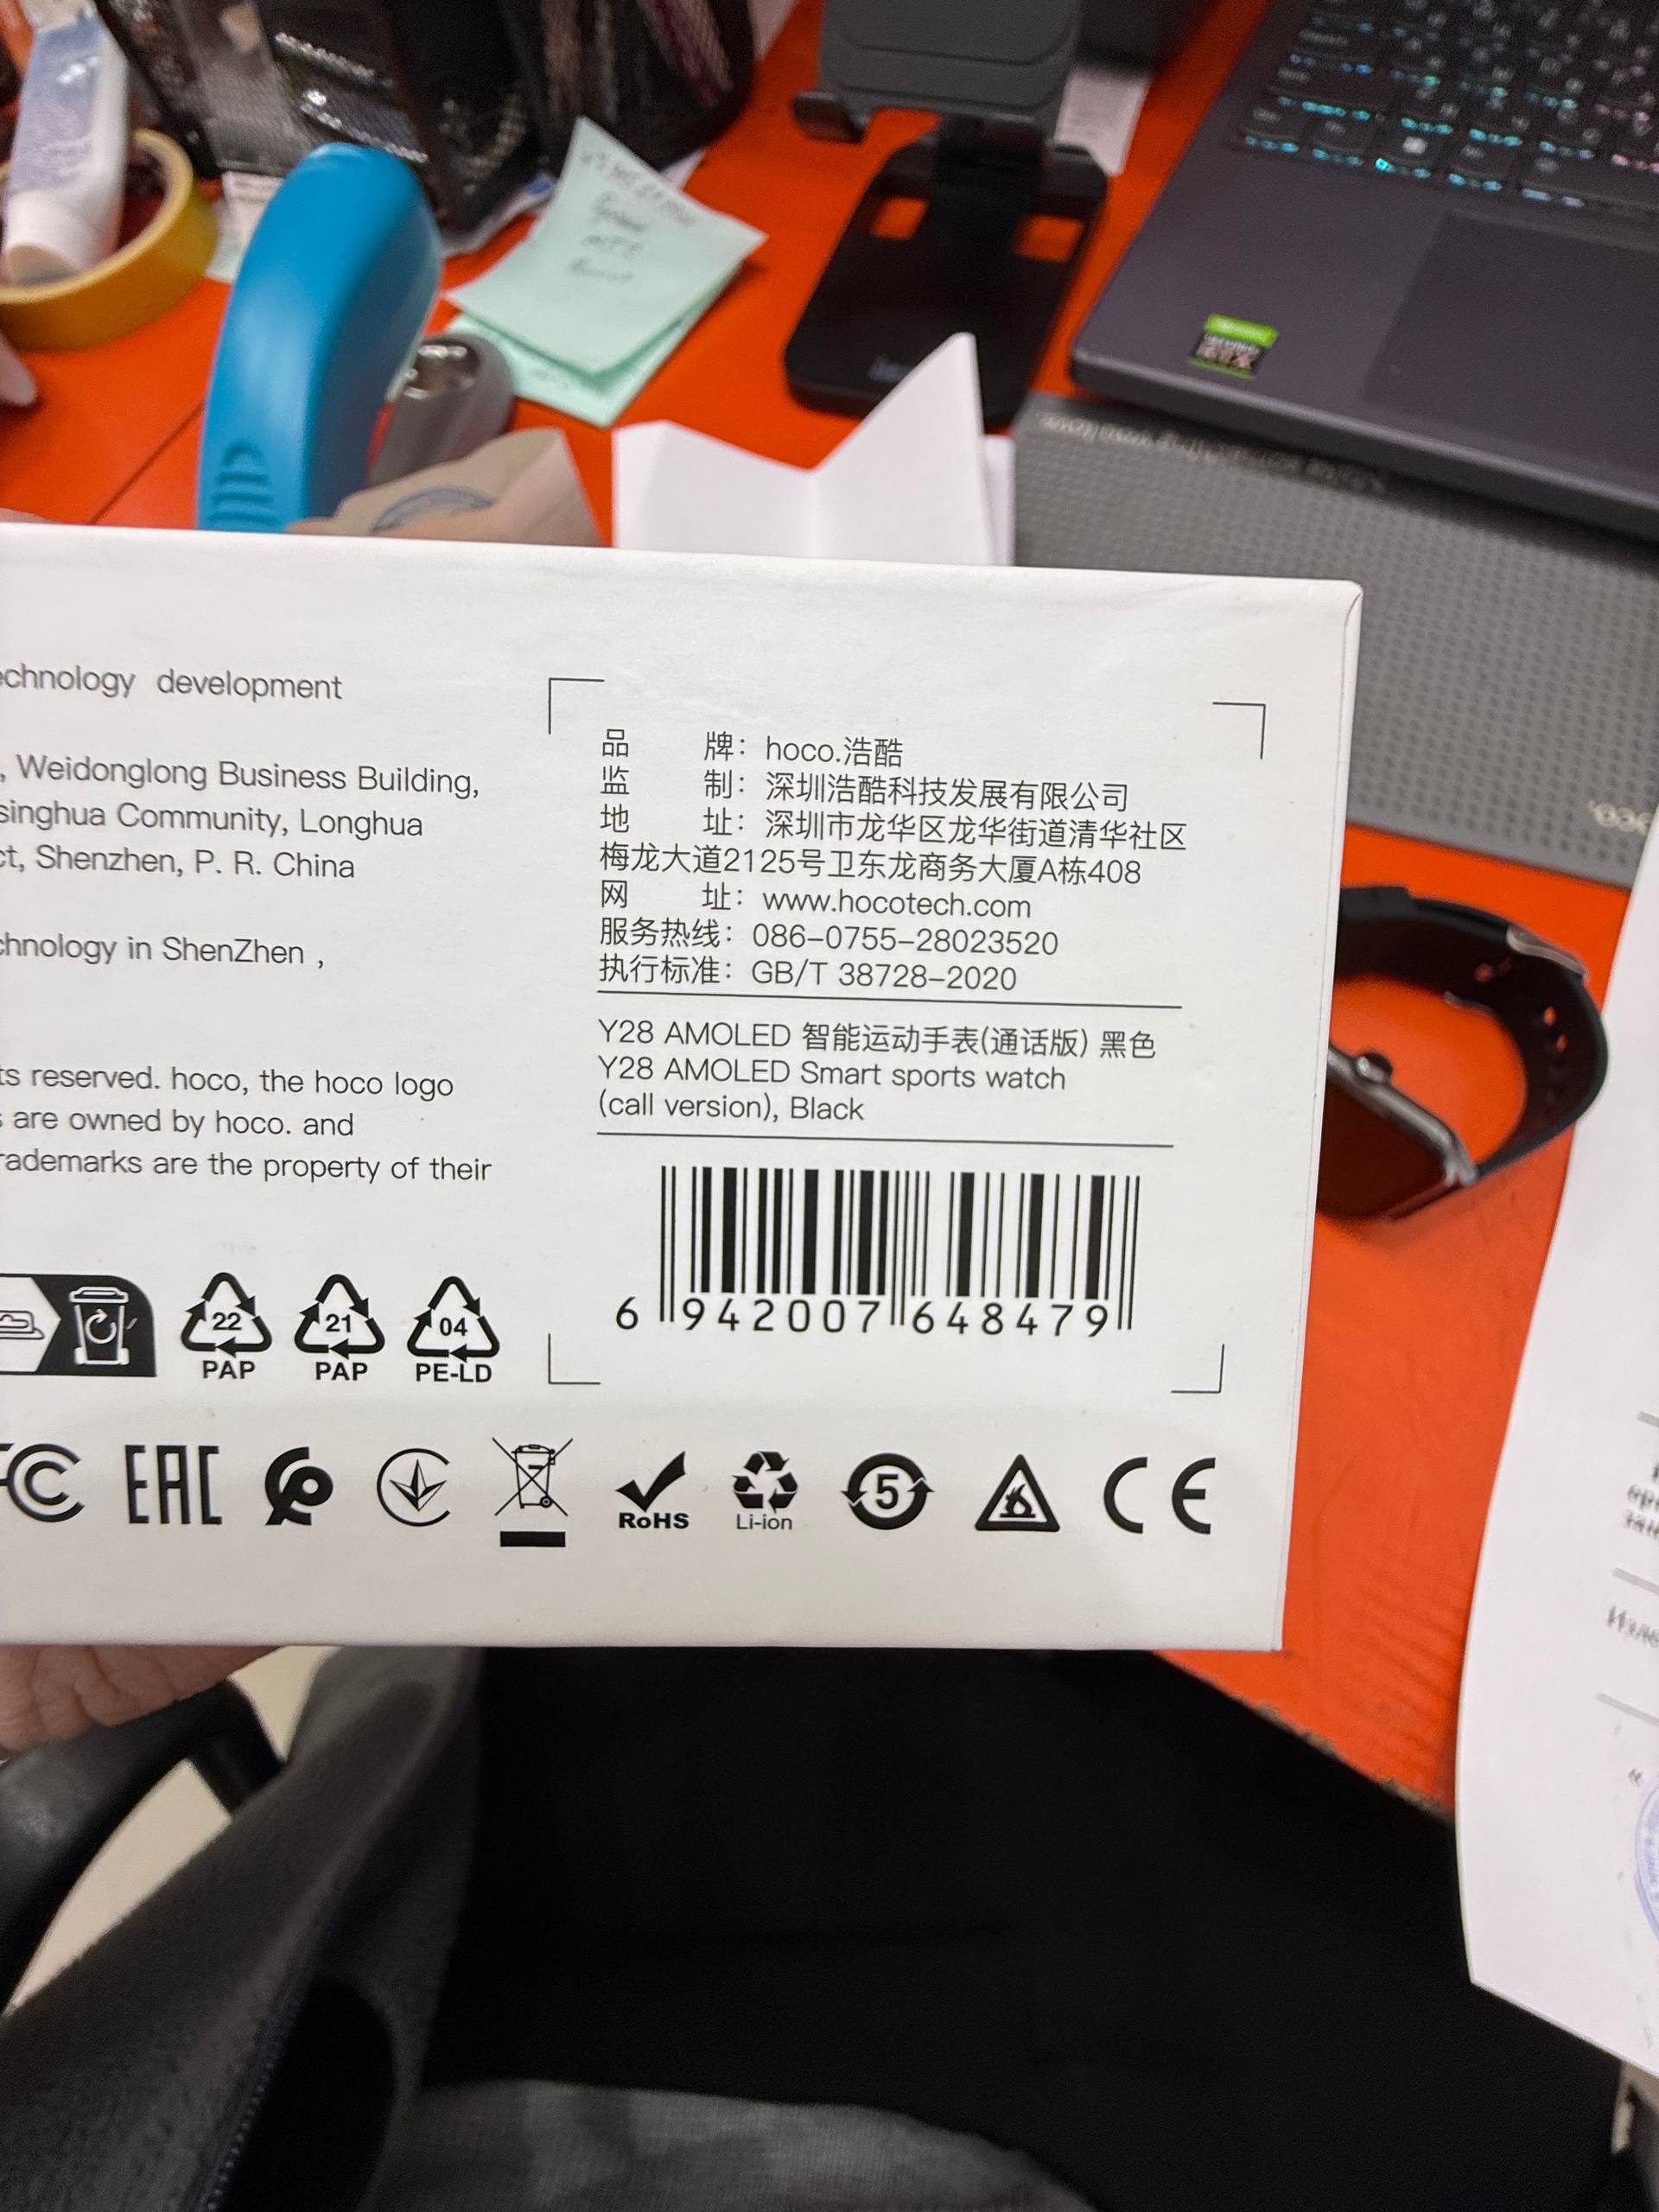 echnology development
, Weidonglong Business Building,
singhua Community, Longhua
ct, Shenzhen, P. R. China
chnology in ShenZhen ,
ts reserved. hoco, the hoco logo
s are owned by hoco. and
rademarks are the property of their
22
PAP
21
PAP
04
PE-LD
品 牌：hoco.浩酷
监 制：深圳浩酷科技发展有限公司
地 址：深圳市龙华区龙华街道清华社区
梅龙大道2125号卫东龙商务大厦A栋408
网 址：www.hocotech.com
服务热线：086-0755-28023520
执行标准：GB/T 38728-2020
Y28 AMOLED 智能运动手表(通话版) 黑色
Y28 AMOLED Smart sports watch
(call version), Black
6 942007 648479
FC EAC
RoHS
Li-ion
5
CE